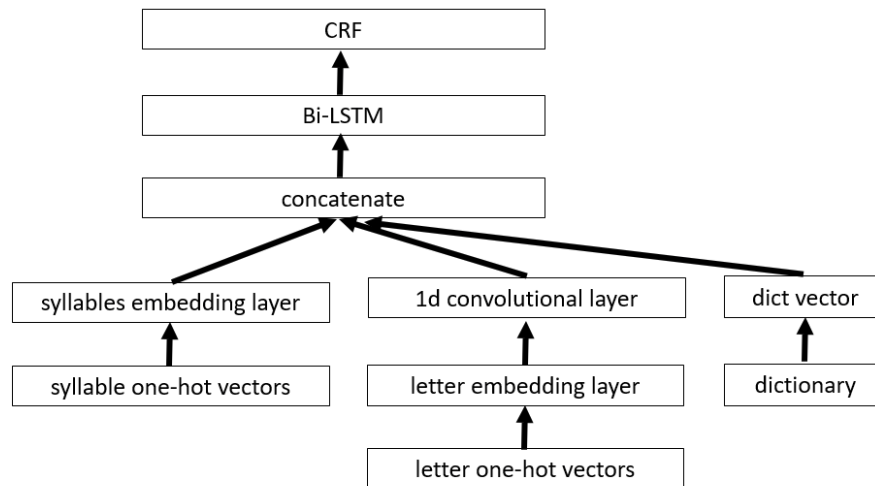 CRF
Bi-LSTM
concatenate
syllables embedding layer
1d convolutional layer
dict vector
syllable one-hot vectors
letter embedding layer
dictionary
letter one-hot vectors